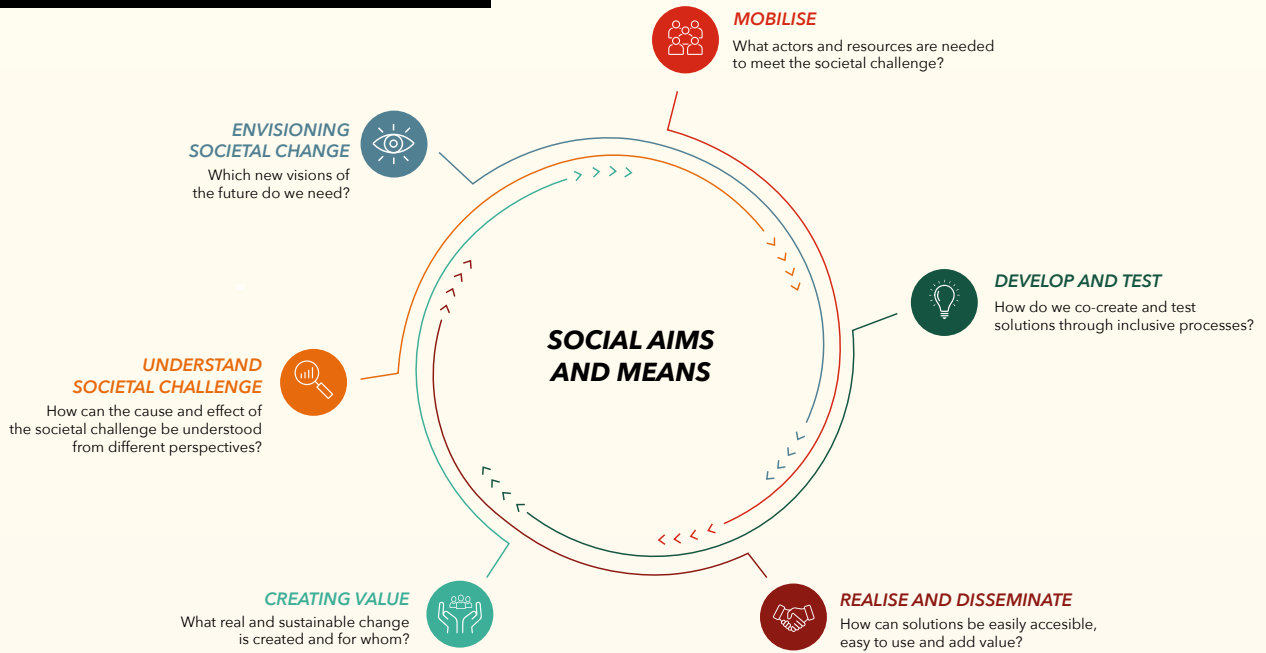 MOBILISE
What actors and resources are needed
to meet the societal challenge?
ENVISIONING
SOCIETAL CHANGE
Which new visions of
the future do we need?
DEVELOP AND TEST
How do we co-create and test
solutions through inclusive processes?
SOCIAL AIMS
AND MEANS
UNDERSTAND
SOCIETAL CHALLENGE
How can the cause and effect of
the societal challenge be understood
from different perspectives?
CREATING VALUE
What real and sustainable change
is created and for whom?
REALISE AND DISSEMINATE
How can solutions be easily accesible,
easy to use and add value?